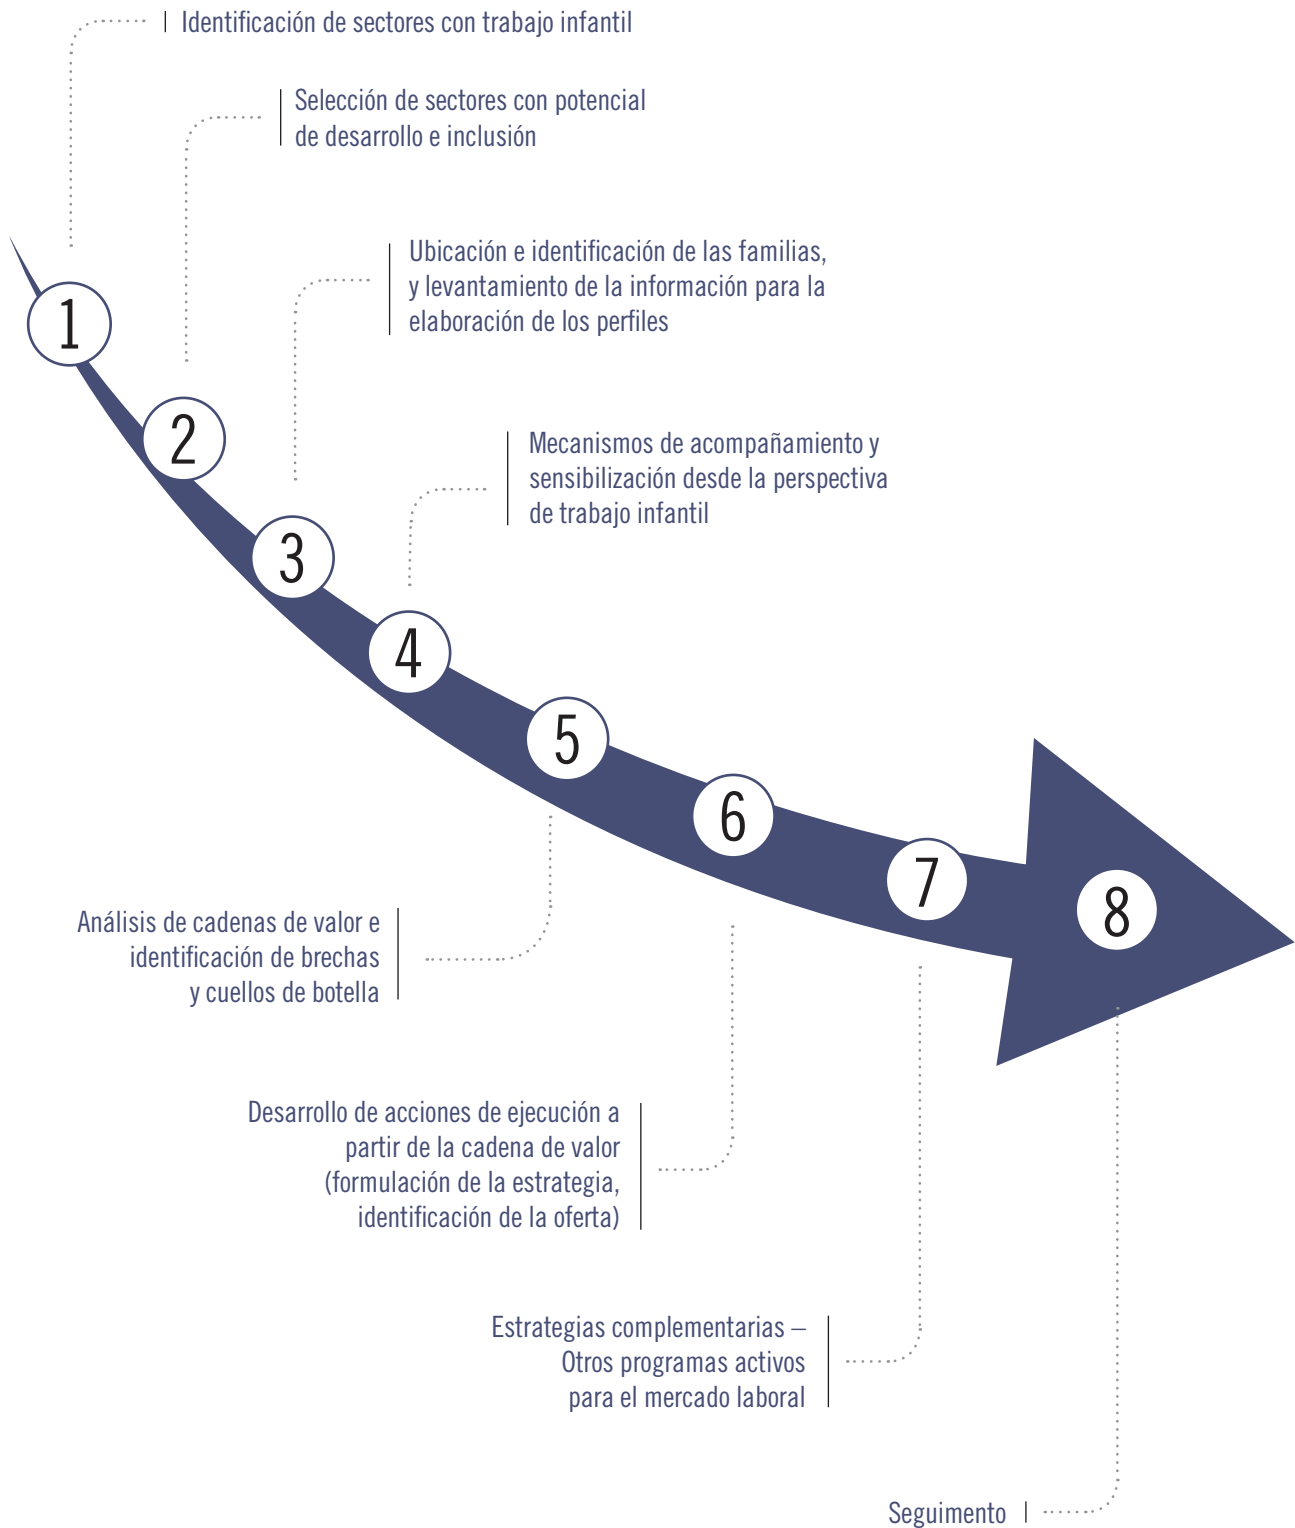 Identificación de sectores con trabajo infantil
Selección de sectores con potencial
de desarrollo e inclusión
Ubicación e identificación de las familias,
y levantamiento de la información para la
elaboración de los perfiles
Mecanismos de acompañamiento y
sensibilización desde la perspectiva
de trabajo infantil
1
2
3
4
5
6
7
8
Análisis de cadenas de valor e
identificación de brechas
y cuellos de botella
Desarrollo de acciones de ejecución a
partir de la cadena de valor
(formulación de la estrategia,
identificación de la oferta)
Estrategias complementarias –
Otros programas activos
para el mercado laboral
Seguimento